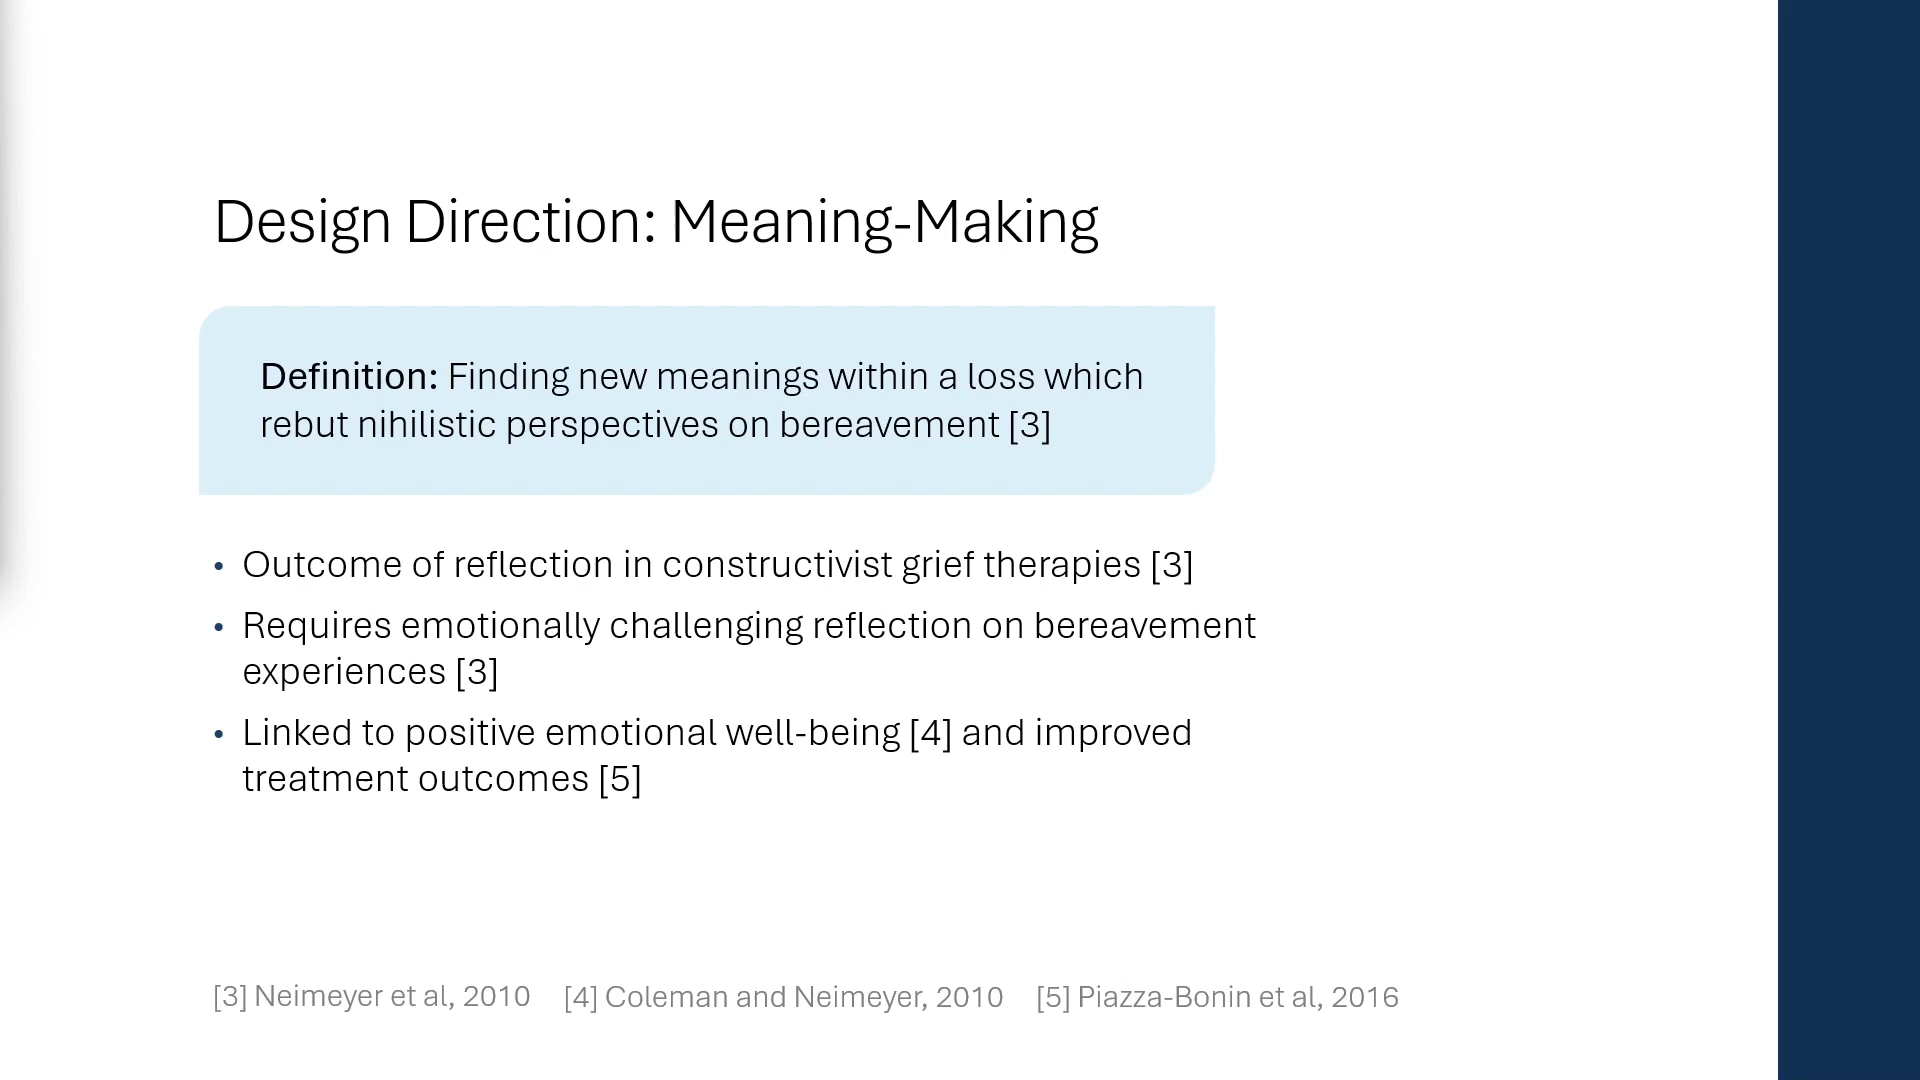 Design Direction: Meaning-Making
Definition: Finding new meanings within a loss which
rebut nihilistic perspectives on bereavement [3]
• Outcome of reflection in constructivist grief therapies [3]
• Requires emotionally challenging reflection on bereavement
experiences [3]
• Linked to positive emotional well-being [4] and improved
treatment outcomes [5]
[3] Neimeyer et al, 2010 [4] Coleman and Neimeyer, 2010 [5] Piazza-Bonin et al, 2016